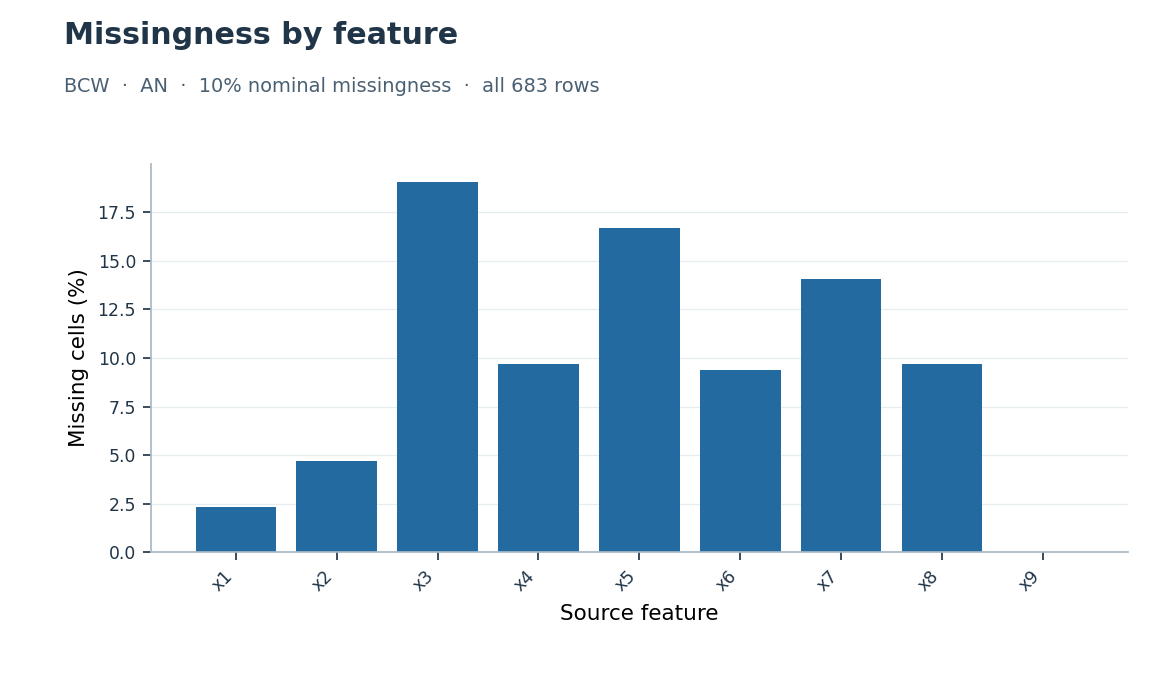 Missingness by feature
BCW · AN · 10% nominal missingness · all 683 rows
Missing cells (%)
17.5
15.0
12.5
10.0
7.5
5.0
2.5
0.0
x1 x2 x3 x4 x5 x6 x7 x8 x9
Source feature